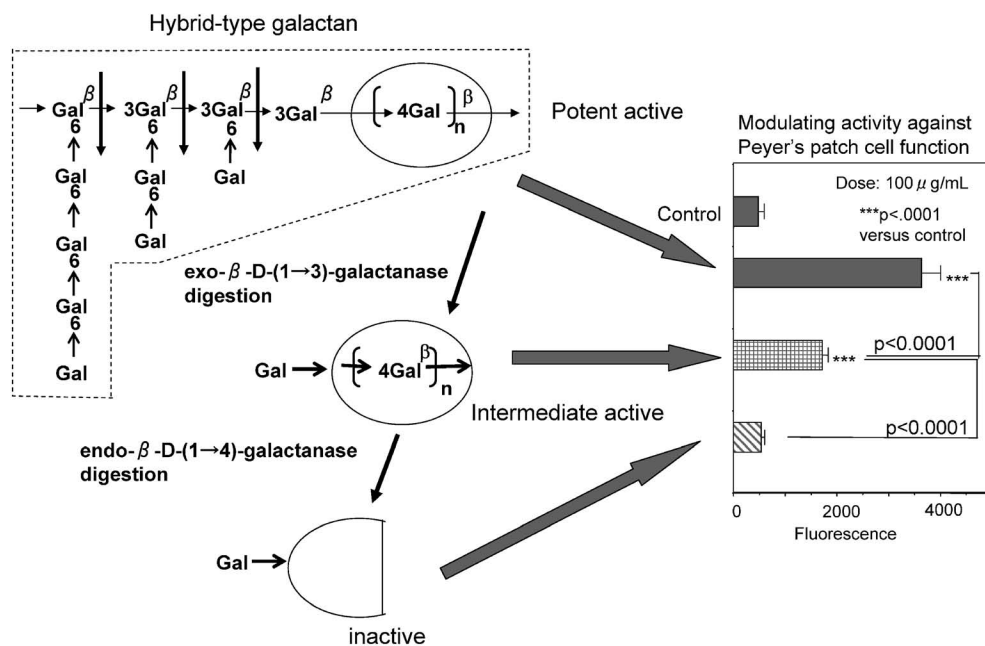 Hybrid-type galactan
Gal β 3Gal β 3Gal β 3Gal β ( 4Gal ) n β
6 6 6
Gal Gal Gal
6 6
Gal Gal
6
Gal
6
Gal
Potent active
exo-β-D-(1→3)-galactanase
digestion
Gal ( 4Gal β ) n
Intermediate active
endo-β-D-(1→4)-galactanase
digestion
Gal
inactive
Modulating activity against
Peyer's patch cell function
Dose: 100 μ g/mL
***p<.0001
versus control
Control
***
***
p<0.0001
p<0.0001
0 2000 4000
Fluorescence